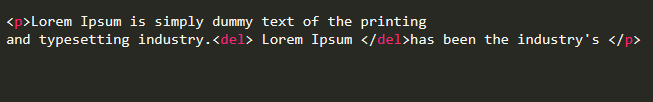 <p>Lorem Ipsum is simply dummy text of the printing
and typesetting industry.<del> Lorem Ipsum </del>has been the industry's </p>